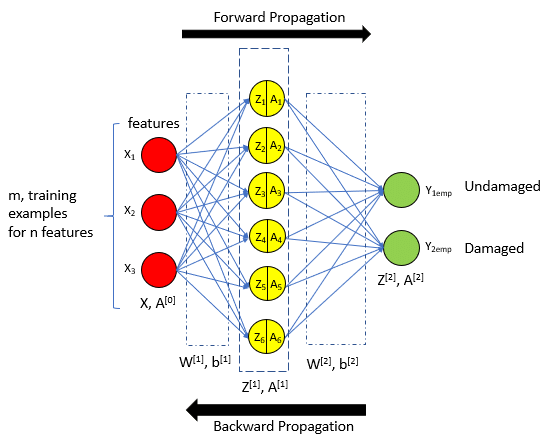 Forward Propagation
features
m, training
examples
for n features
X₁
X₂
X₃
X, A[0]
Z₁ A₁
Z₂ A₂
Z₃ A₃
Z₄ A₄
Z₅ A₅
Z₆ A₆
W[1], b[1]
Z[1], A[1]
W[2], b[2]
Y1emp Undamaged
Y2emp Damaged
Z[2], A[2]
Backward Propagation